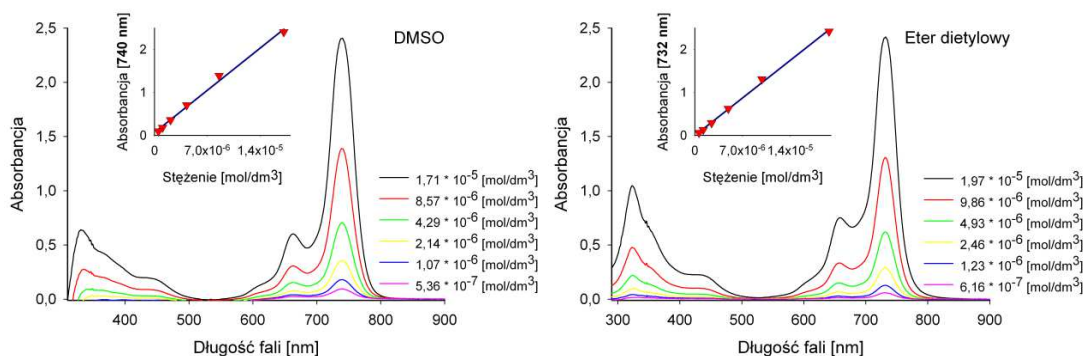 DMSO
Absorbancja
2,5
2,0
1,5
1,0
0,5
0,0
400 500 600 700 800 900
Długość fali [nm]
Absorbancja [740 nm]
2
1
0
0 7,0x10⁻⁶ 1,4x10⁻⁵
Stężenie [mol/dm³]
1,71 * 10⁻⁵ [mol/dm³]
8,57 * 10⁻⁶ [mol/dm³]
4,29 * 10⁻⁶ [mol/dm³]
2,14 * 10⁻⁶ [mol/dm³]
1,07 * 10⁻⁶ [mol/dm³]
5,36 * 10⁻⁷ [mol/dm³]
Eter dietylowy
Absorbancja
2,5
2,0
1,5
1,0
0,5
0,0
300 400 500 600 700 800 900
Długość fali [nm]
Absorbancja [732 nm]
2
1
0
0 7,0x10⁻⁶ 1,4x10⁻⁵
Stężenie [mol/dm³]
1,97 * 10⁻⁵ [mol/dm³]
9,86 * 10⁻⁶ [mol/dm³]
4,93 * 10⁻⁶ [mol/dm³]
2,46 * 10⁻⁶ [mol/dm³]
1,23 * 10⁻⁶ [mol/dm³]
6,16 * 10⁻⁷ [mol/dm³]